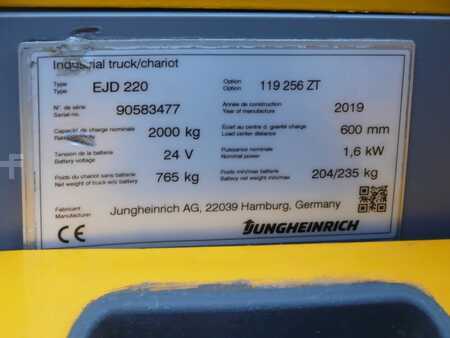 Industrial truck/chariot
Type
Type
EJD 220
Option
Option
119 256 ZT
N°. de série
Serial no.
90583477
Année de construction
Year of manufacture
2019
Capacité de charge nominale
Rated capacity
2000 kg
Ecart au centre d. gravité charge
Load center distance
600 mm
Tension de la batterie
Battery voltage
24 V
Puissance nominale
Nominal power
1,6 kW
Poids du chariot sans batterie
Net weight of truck w/o battery
765 kg
Poids min/max batterie
Battery net weight min/max
204/235 kg
Fabricant
Manufacturer
Jungheinrich AG, 22039 Hamburg, Germany
CE
JUNGHEINRICH